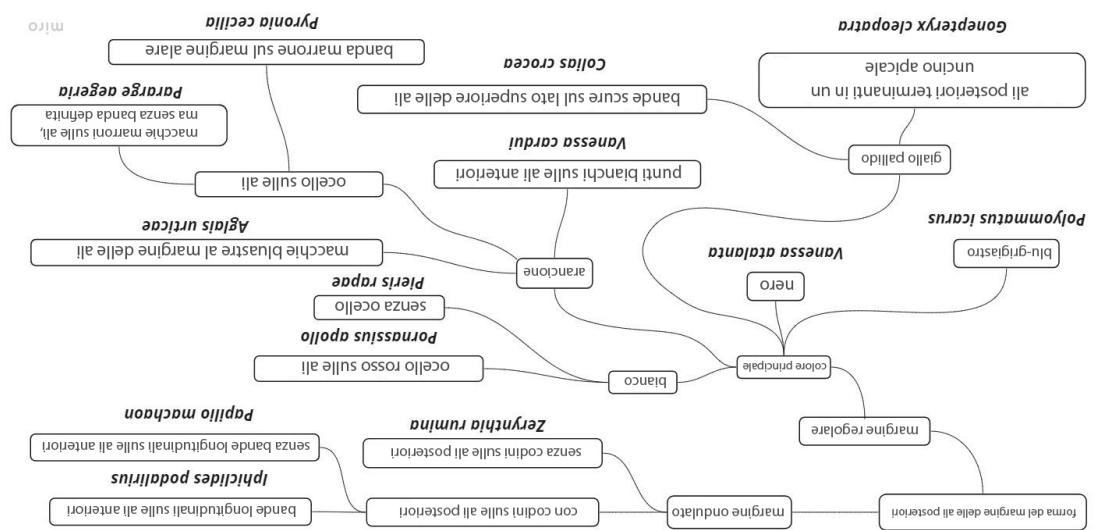 forma del margine delle ali posteriori
margine ondulato
con codini sulle ali posteriori
bande longitudinali sulle ali anteriori
Iphiclides podalirius
senza bande longitudinali sulle ali anteriori
Papilio machaon
senza codini sulle ali posteriori
Zerynthia rumina
margine regolare
colore principale
bianco
ocello rosso sulle ali
Pornassius apollo
senza ocello
Pieris rapae
arancione
macchie bluastre al margine delle ali
Aglais urticae
ocello sulle ali
macchie marroni sulle ali,
ma senza banda definita
Pararge aegeria
banda marrone sul margine alare
Pyronia cecilia
punti bianchi sulle ali anteriori
Vanessa cardui
nero
Vanessa atalanta
blu-grigiastro
Polyommatus icarus
giallo pallido
bande scure sul lato superiore delle ali
Colias crocea
ali posteriori terminanti in un
uncino apicale
Gonepteryx cleopatra
miro